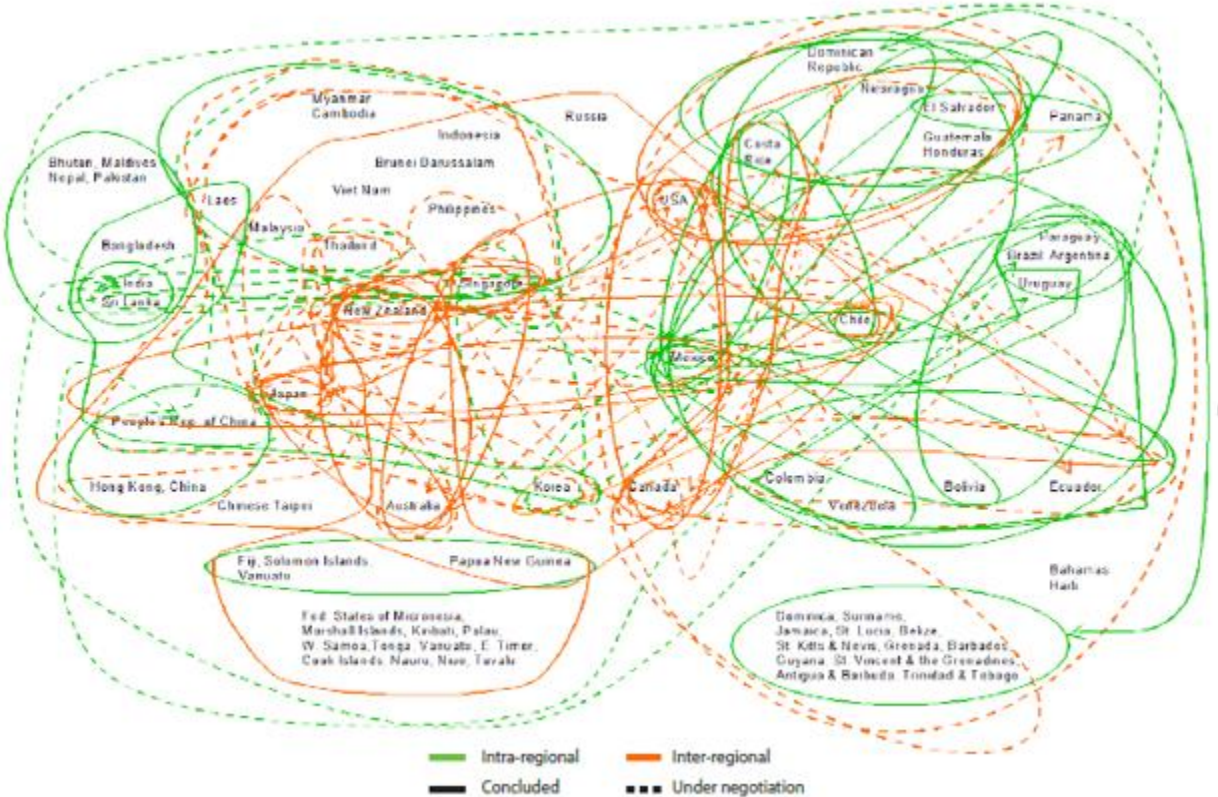 Dominican
Republic
Nicaragua
El Salvador
Panama
Guatemala
Honduras
Costa
Rica
Myanmar
Cambodia
Indonesia
Russia
Brunei Darussalam
Bhutan, Maldives
Nepal, Pakistan
Viet Nam
Laos
Philippines
USA
Malaysia
Thailand
Bangladesh
Paraguay
Brazil Argentina
Uruguay
India
Sri Lanka
Singapore
New Zealand
Chile
Mexico
Japan
People's Rep. of China
Hong Kong, China
Chinese Taipei
Australia
Korea
Canada
Colombia
Venezuela
Bolivia
Ecuador
Fiji, Solomon Islands
Vanuatu
Papua New Guinea
Bahamas
Haiti
Fed. States of Micronesia,
Marshall Islands, Kiribati, Palau,
W. Samoa, Tonga, Vanuatu, E. Timor,
Cook Islands, Nauru, Niue, Tuvalu
Dominica, Suriname,
Jamaica, St. Lucia, Belize,
St. Kitts & Nevis, Grenada, Barbados,
Guyana, St. Vincent & the Grenadines,
Antigua & Barbuda, Trinidad & Tobago
Intra-regional
Inter-regional
Concluded
Under negotiation